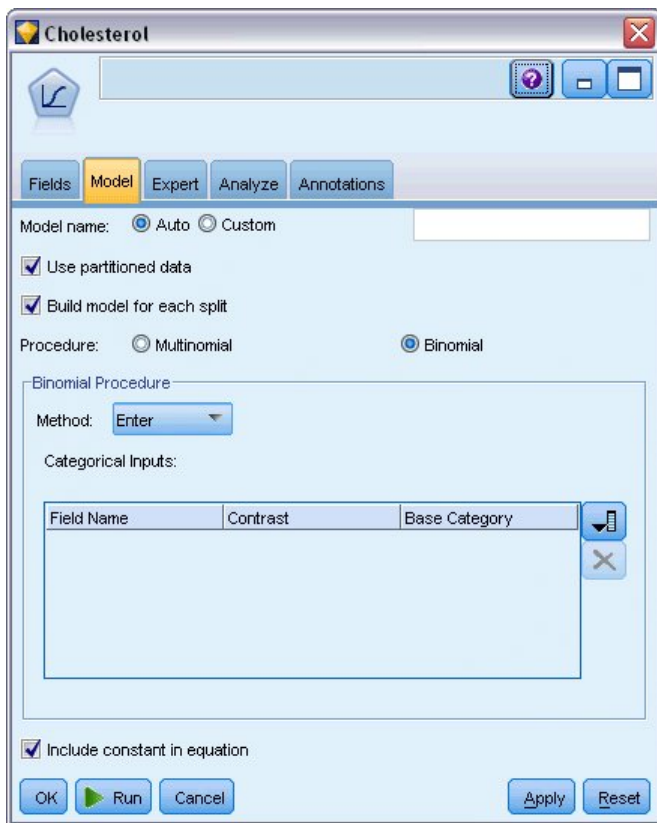 Cholesterol
?
Fields Model Expert Analyze Annotations
Model name: Auto Custom
Use partitioned data
Build model for each split
Procedure: Multinomial Binomial
Binomial Procedure
Method: Enter
Categorical Inputs:
Field Name Contrast Base Category
Include constant in equation
OK Run Cancel Apply Reset